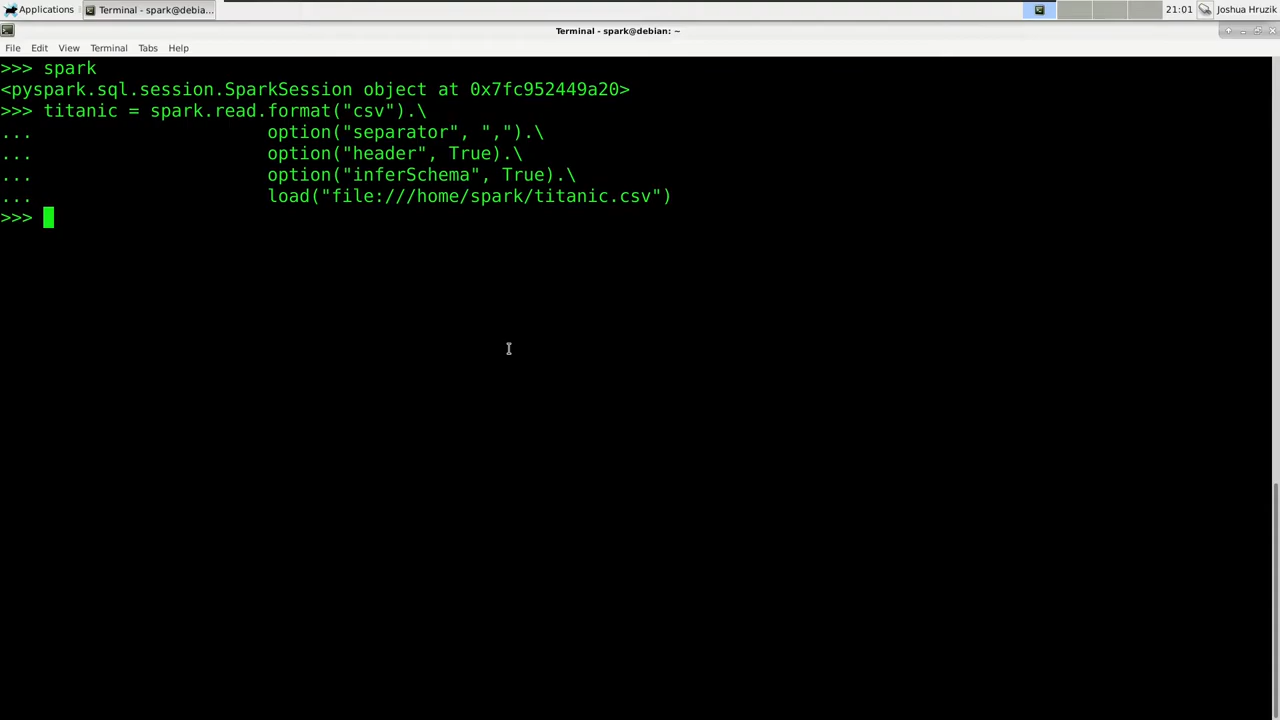 Applications
Terminal - spark@debia...
21:01
Joshua Hruzik
Terminal - spark@debian: ~
File Edit View Terminal Tabs Help
>>> spark
<pyspark.sql.session.SparkSession object at 0x7fc952449a20>
>>> titanic = spark.read.format("csv").\
...                      option("separator", ",").\
...                      option("header", True).\
...                      option("inferSchema", True).\
...                      load("file:///home/spark/titanic.csv")
>>>